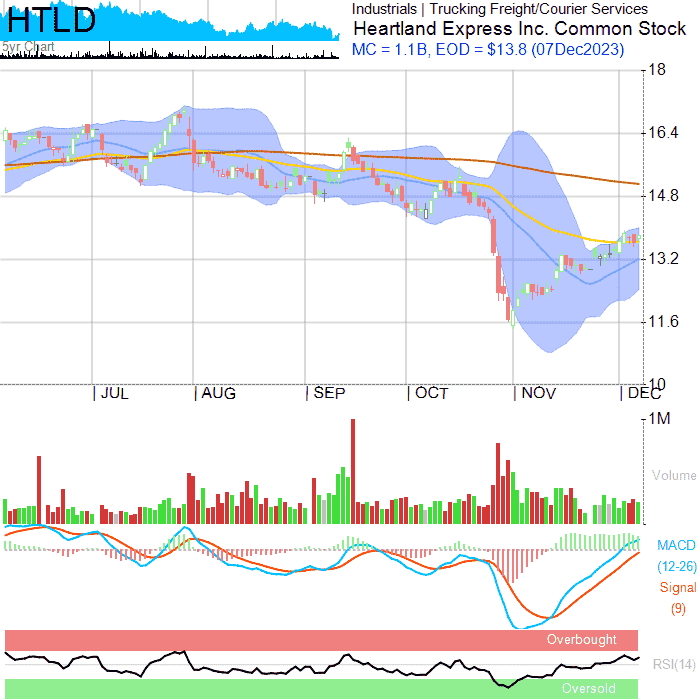 HTLD
5yr Chart
Industrials | Trucking Freight/Courier Services
Heartland Express Inc. Common Stock
MC = 1.1B, EOD = $13.8 (07Dec2023)
18
16.4
14.8
13.2
11.6
10
JUL
AUG
SEP
OCT
NOV
DEC
1M
Volume
MACD
(12-26)
Signal
(9)
Overbought
RSI(14)
Oversold